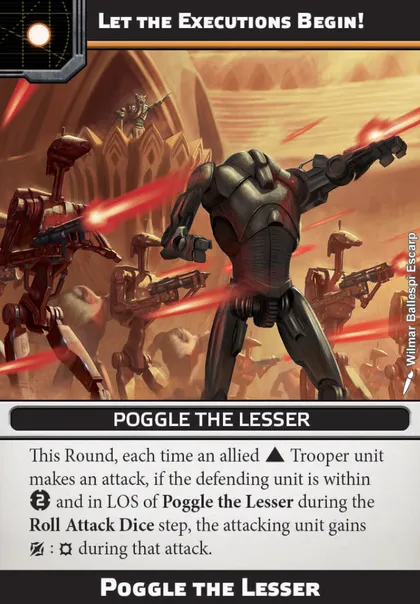 Let the Executions Begin!
Wilmar Ballespi Escarp
POGGLE THE LESSER
This Round, each time an allied ▲ Trooper unit
makes an attack, if the defending unit is within
2 and in LOS of Poggle the Lesser during the
Roll Attack Dice step, the attacking unit gains
: during that attack.
Poggle the Lesser